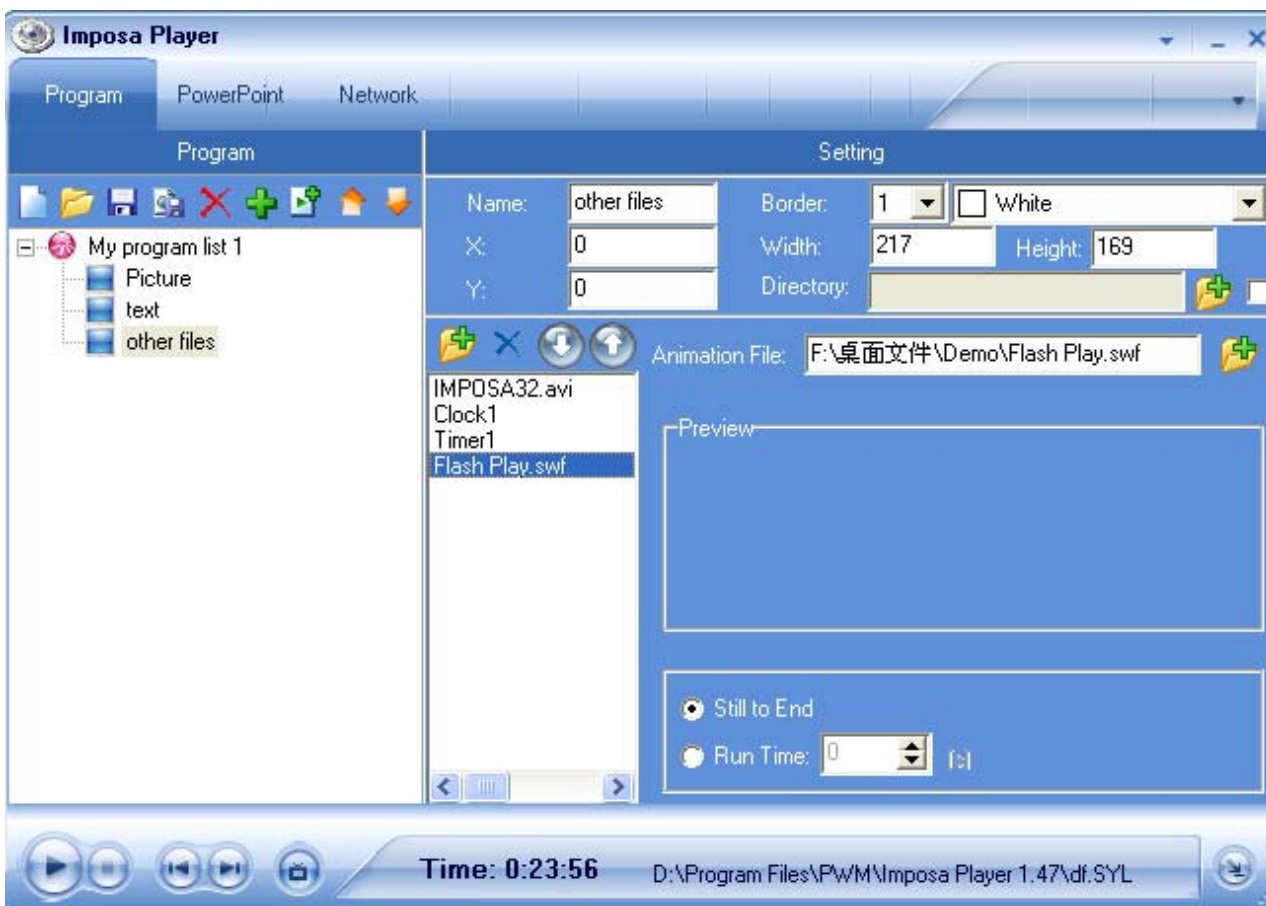 Imposa Player
Program PowerPoint Network
Program
Setting
My program list 1
Picture
text
other files
Name: other files Border: 1 White
X: 0 Width: 217 Height: 169
Y: 0 Directory:
Animation File: F:\桌面文件\Demo\Flash Play.swf
IMPOSA32.avi
Clock1
Timer1
Flash Play.swf
Preview
Still to End
Run Time: 0 (s)
Time: 0:23:56 D:\Program Files\PWM\Imposa Player 1.47\df.SYL